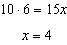 10 · 6 = 15x
x = 4